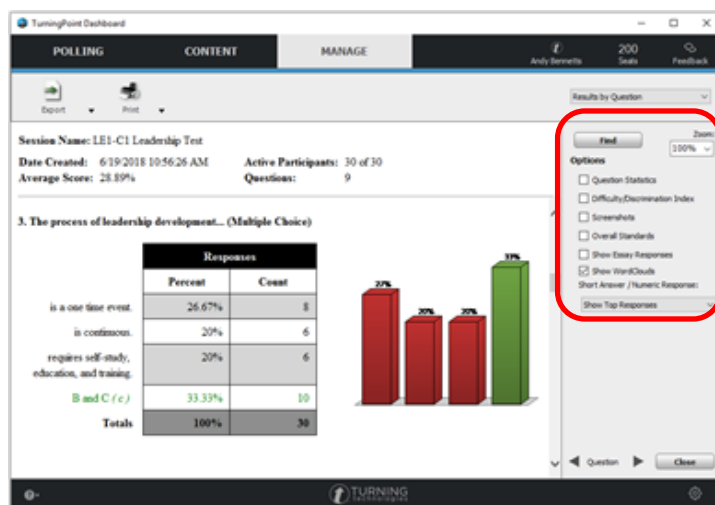 TurningPoint Dashboard
POLLING CONTENT MANAGE
Andy Bennetts
200
Seats
Feedback
Export Print
Results by Question
Session Name: LE1-C1 Leadership Test
Date Created: 6/19/2018 10:56:26 AM Active Participants: 30 of 30
Average Score: 28.89% Questions: 9
3. The process of leadership development... (Multiple Choice)
Responses
Percent Count
is a one time event. 26.67% 8
is continuous. 20% 6
requires self-study, education, and training. 20% 6
B and C (c) 33.33% 10
Totals 100% 30
27% 20% 20% 33%
Find
Zoom:
100%
Options
Question Statistics
Difficulty/Discrimination Index
Screenshots
Overall Standards
Show Essay Responses
Show WordClouds
Short Answer / Numeric Response:
Show Top Responses
Question Close
TURNING
technologies